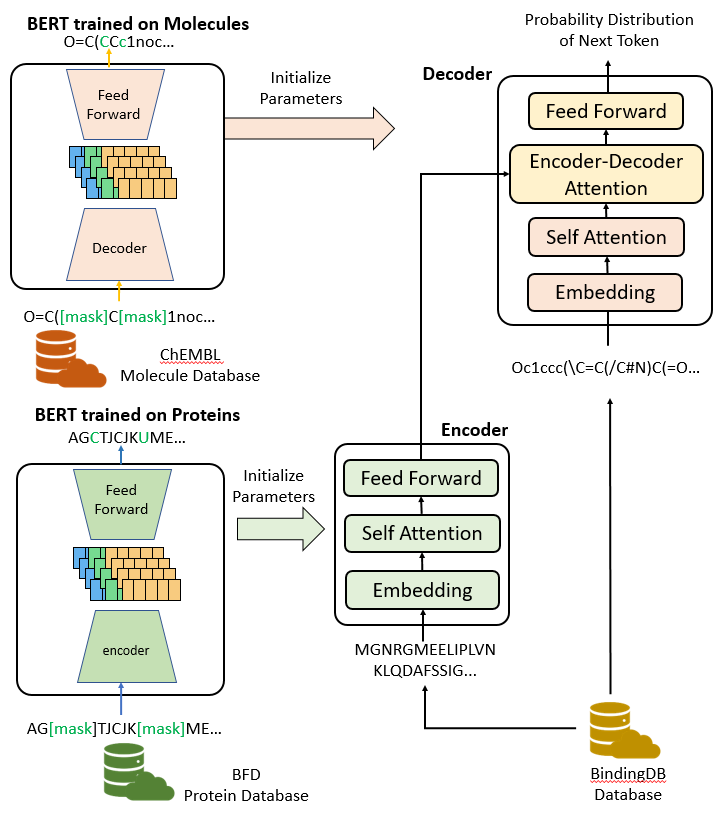 BERT trained on Molecules
O=C(CCc1noc...
Feed
Forward
Decoder
O=C([mask]C[mask]1noc...
ChEMBL
Molecule Database
Initialize
Parameters
Probability Distribution
of Next Token
Decoder
Feed Forward
Encoder-Decoder
Attention
Self Attention
Embedding
Oc1ccc(\C=C(/C#N)C(=O...
BERT trained on Proteins
AGCTJCJKUME...
Feed
Forward
encoder
AG[mask]TJCJK[mask]ME...
BFD
Protein Database
Initialize
Parameters
Encoder
Feed Forward
Self Attention
Embedding
MGNRGMEELIPLVN
KLQDAFSSIG...
BindingDB
Database